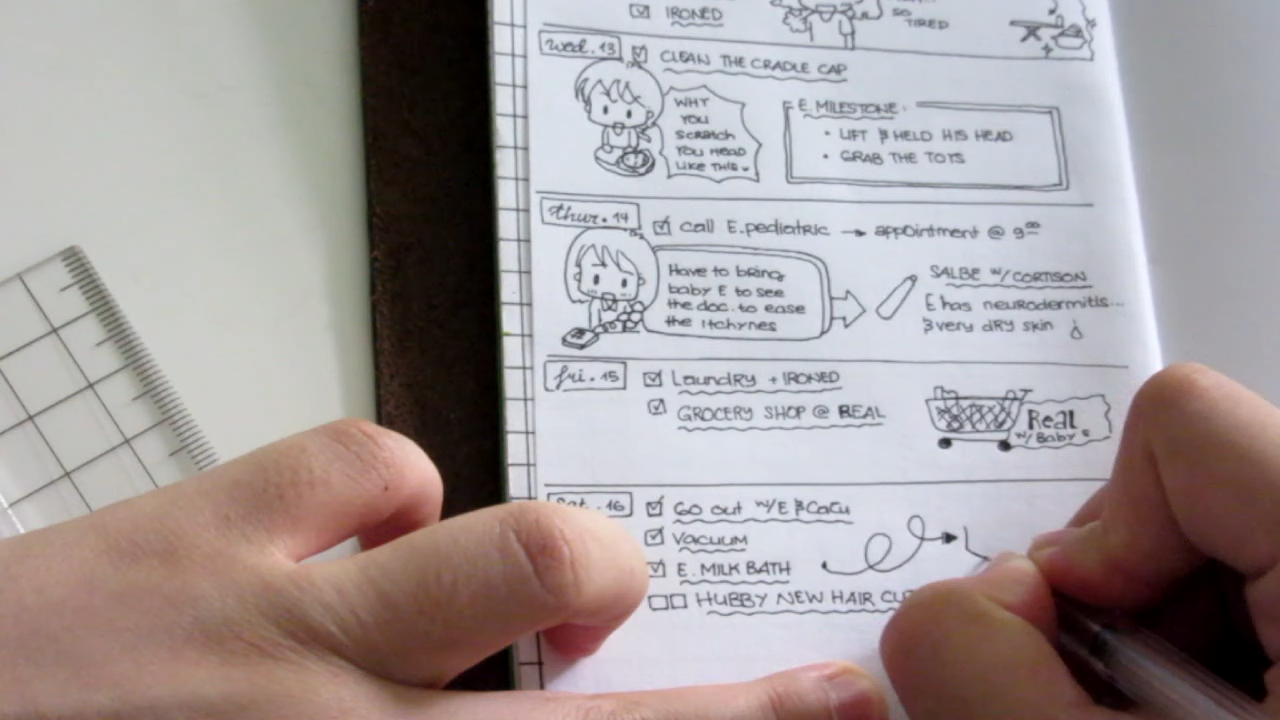 IRONED
SO
TIRED
Wed. 13
CLEAN THE CRADLE CAP
WHY
YOU
SCRATCH
YOU HEAD
LIKE THIS
E. MILESTONE.
• LIFT & HELD HIS HEAD
• GRAB THE TOYS
thur. 14
call E. pediatric → appointment @ 9⁰⁰
Have to bring
baby E to see
the doc. to ease
the itchynes
SALBE W/ CORTISON
E has neurodermitis...
& very dry skin
fri. 15
Laundry + IRONED
GROCERY SHOP @ REAL
Real
W/ Baby E
Sat. 16
Go out W/E & CaCu
VACUUM
E. MILK BATH
HUBBY NEW HAIR